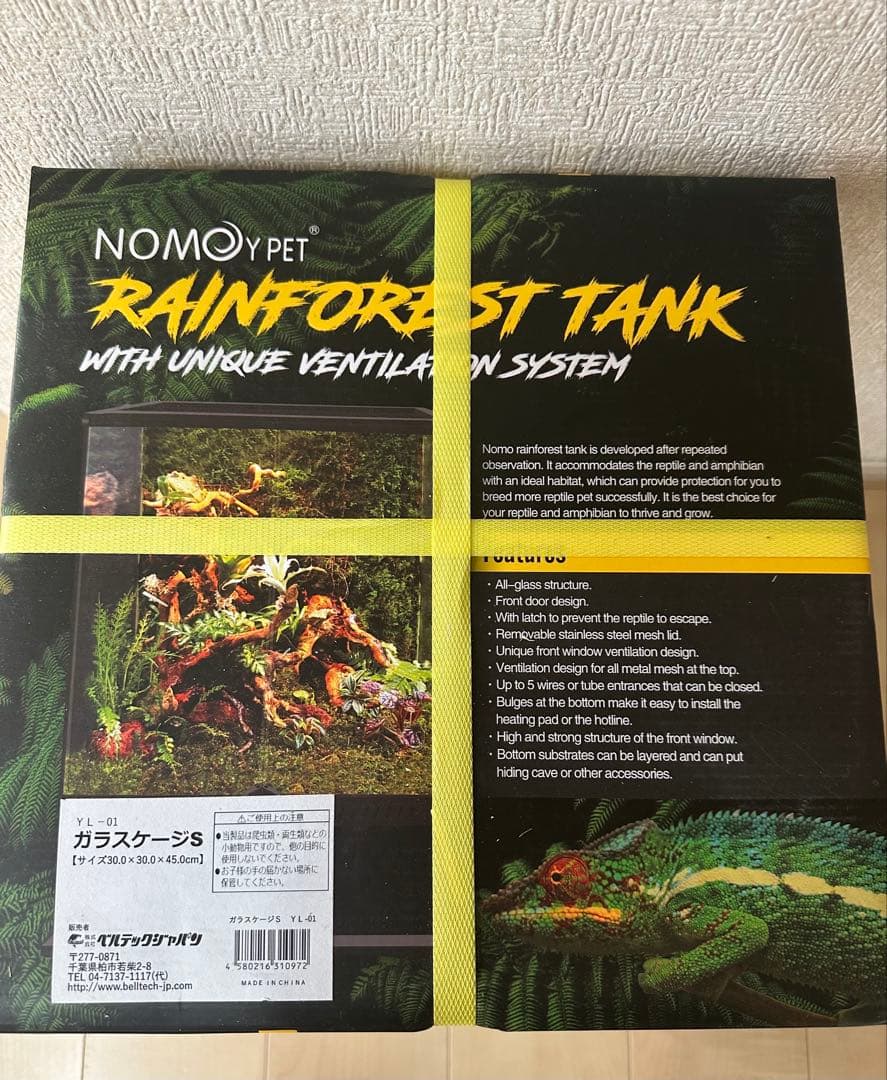 NOMOY PET®
RAINFOREST TANK
WITH UNIQUE VENTILATION SYSTEM
Nomo rainforest tank is developed after repeated
observation. It accommodates the reptile and amphibian
with an ideal habitat, which can provide protection for you to
breed more reptile pet successfully. It is the best choice for
your reptile and amphibian to thrive and grow.
Features
· All-glass structure.
· Front door design.
· With latch to prevent the reptile to escape.
· Removable stainless steel mesh lid.
· Unique front window ventilation design.
· Ventilation design for all metal mesh at the top.
· Up to 5 wires or tube entrances that can be closed.
· Bulges at the bottom make it easy to install the
heating pad or the hotline.
· High and strong structure of the front window.
· Bottom substrates can be layered and can put
hiding cave or other accessories.
YL-01
ガラスケージS
【サイズ30.0×30.0×45.0cm】
⚠ご使用上の注意
●当製品は爬虫類・両生類などの
小動物用ですので、他の目的に
使用しないでください。
●お子様の手の届かない場所に
保管してください。
販売者
株式会社 ベルテックジャパン
〒277-0871
千葉県柏市若柴2-8
TEL 04-7137-1117(代)
http://www.belltech-jp.com
ガラスケージS YL-01
4 580216 310972
MADE IN CHINA